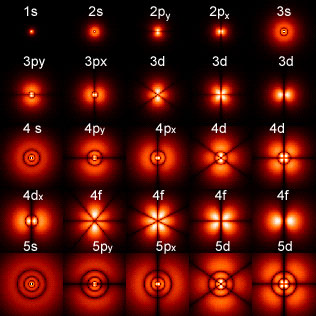 1s 2s 2py 2px 3s
3py 3px 3d 3d 3d
4 s 4py 4px 4d 4d
4dx 4f 4f 4f 4f
5s 5py 5px 5d 5d